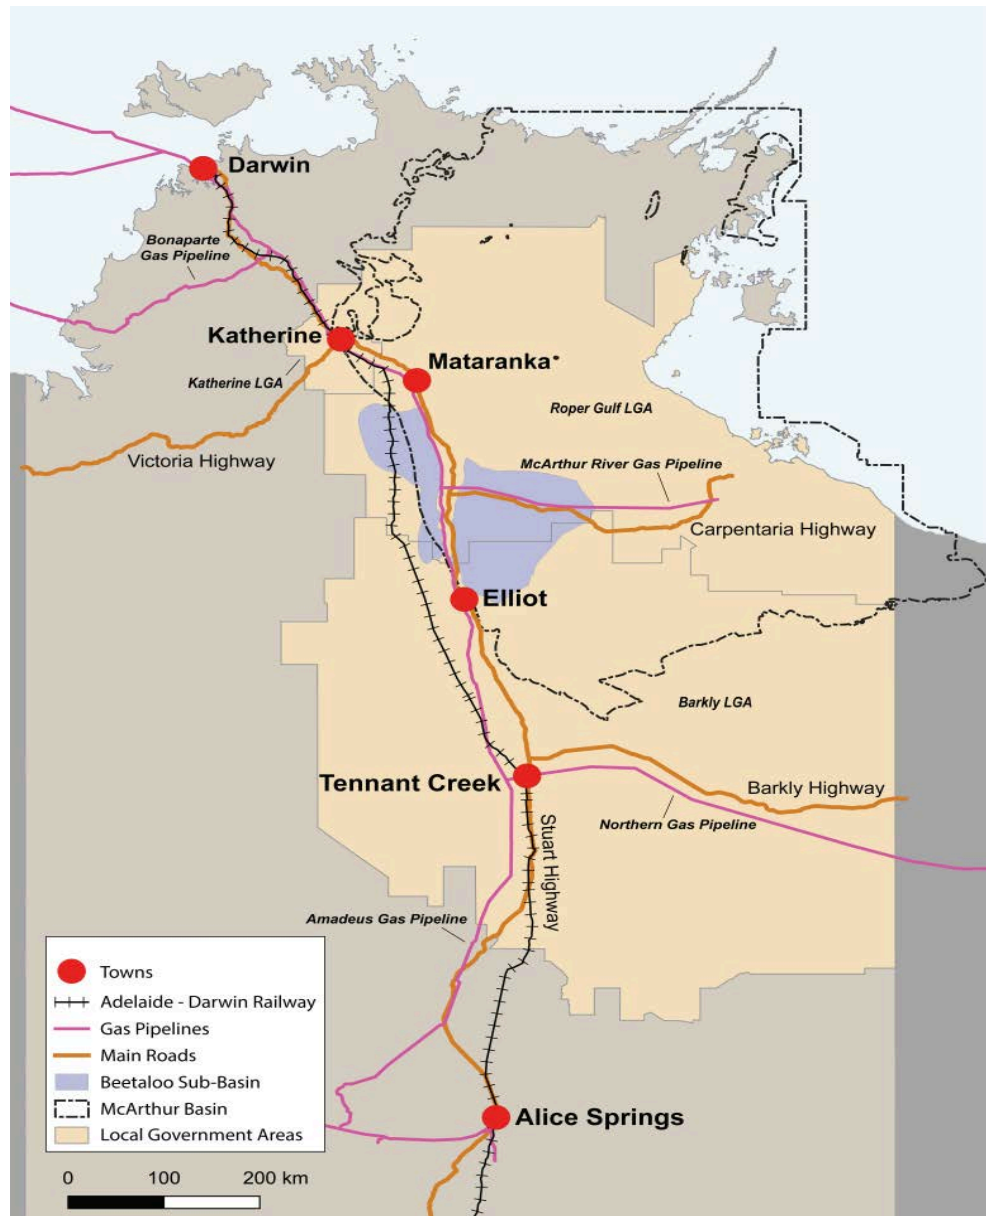 Darwin
Bonaparte
Gas Pipeline
Katherine
Mataranka
Katherine LGA
Roper Gulf LGA
Victoria Highway
McArthur River Gas Pipeline
Carpentaria Highway
Elliot
Barkly LGA
Tennant Creek
Barkly Highway
Northern Gas Pipeline
Stuart Highway
Amadeus Gas Pipeline
Towns
Adelaide - Darwin Railway
Gas Pipelines
Main Roads
Beetaloo Sub-Basin
McArthur Basin
Local Government Areas
Alice Springs
0 100 200 km